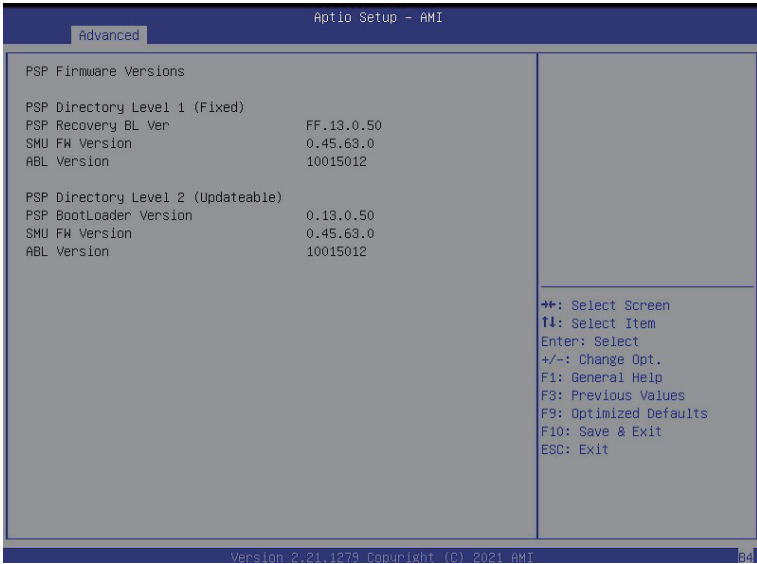 Aptio Setup – AMI
Advanced
PSP Firmware Versions
PSP Directory Level 1 (Fixed)
PSP Recovery BL Ver FF.13.0.50
SMU FW Version 0.45.63.0
ABL Version 10015012
PSP Directory Level 2 (Updateable)
PSP BootLoader Version 0.13.0.50
SMU FW Version 0.45.63.0
ABL Version 10015012
→←: Select Screen
↑↓: Select Item
Enter: Select
+/-: Change Opt.
F1: General Help
F3: Previous Values
F9: Optimized Defaults
F10: Save & Exit
ESC: Exit
Version 2.21.1279 Copyright (C) 2021 AMI
B4